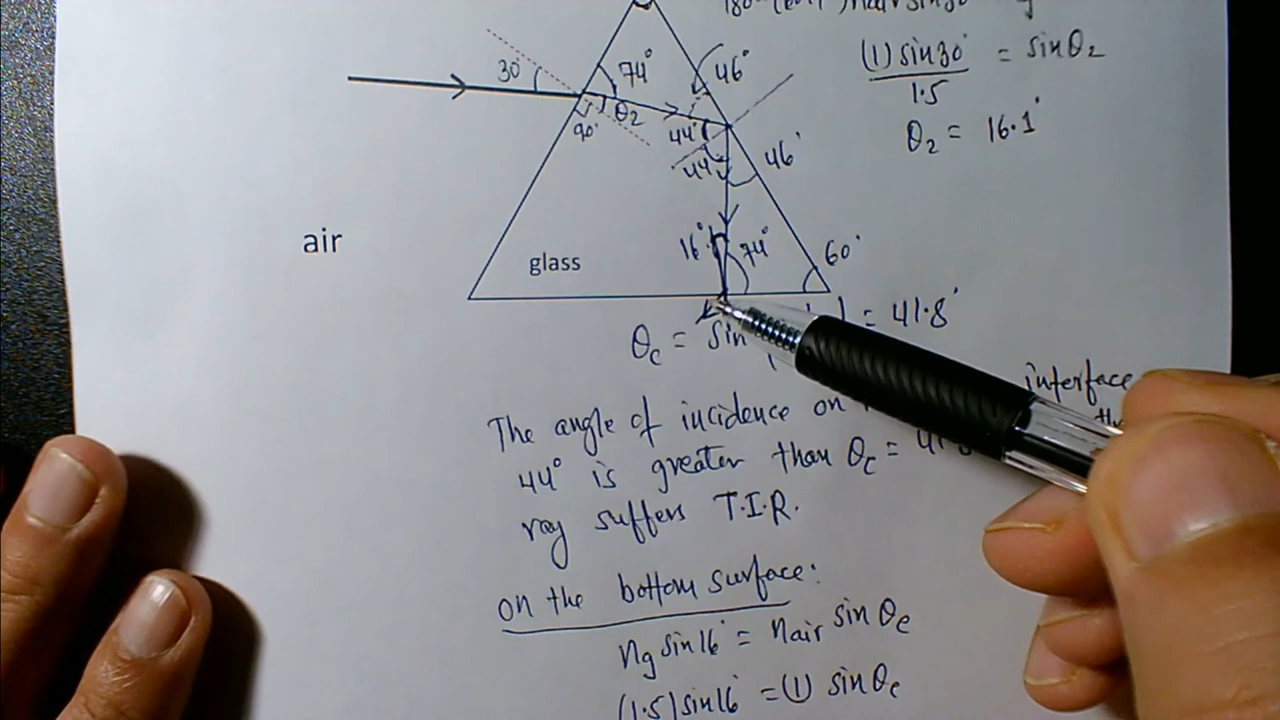 (1) sin30° = sinθ2
1.5
θ2 = 16.1°
30°
74°
46°
θ2
90°
44°
44°
46°
air
16°
74°
60°
glass
θc = sin = 41.8°
The angle of incidence on interface
44° is greater than θc =
ray suffers T.I.R.
on the bottom surface:
ng sin16° = nair sin θe
(1.5) sin16° = (1) sin θe